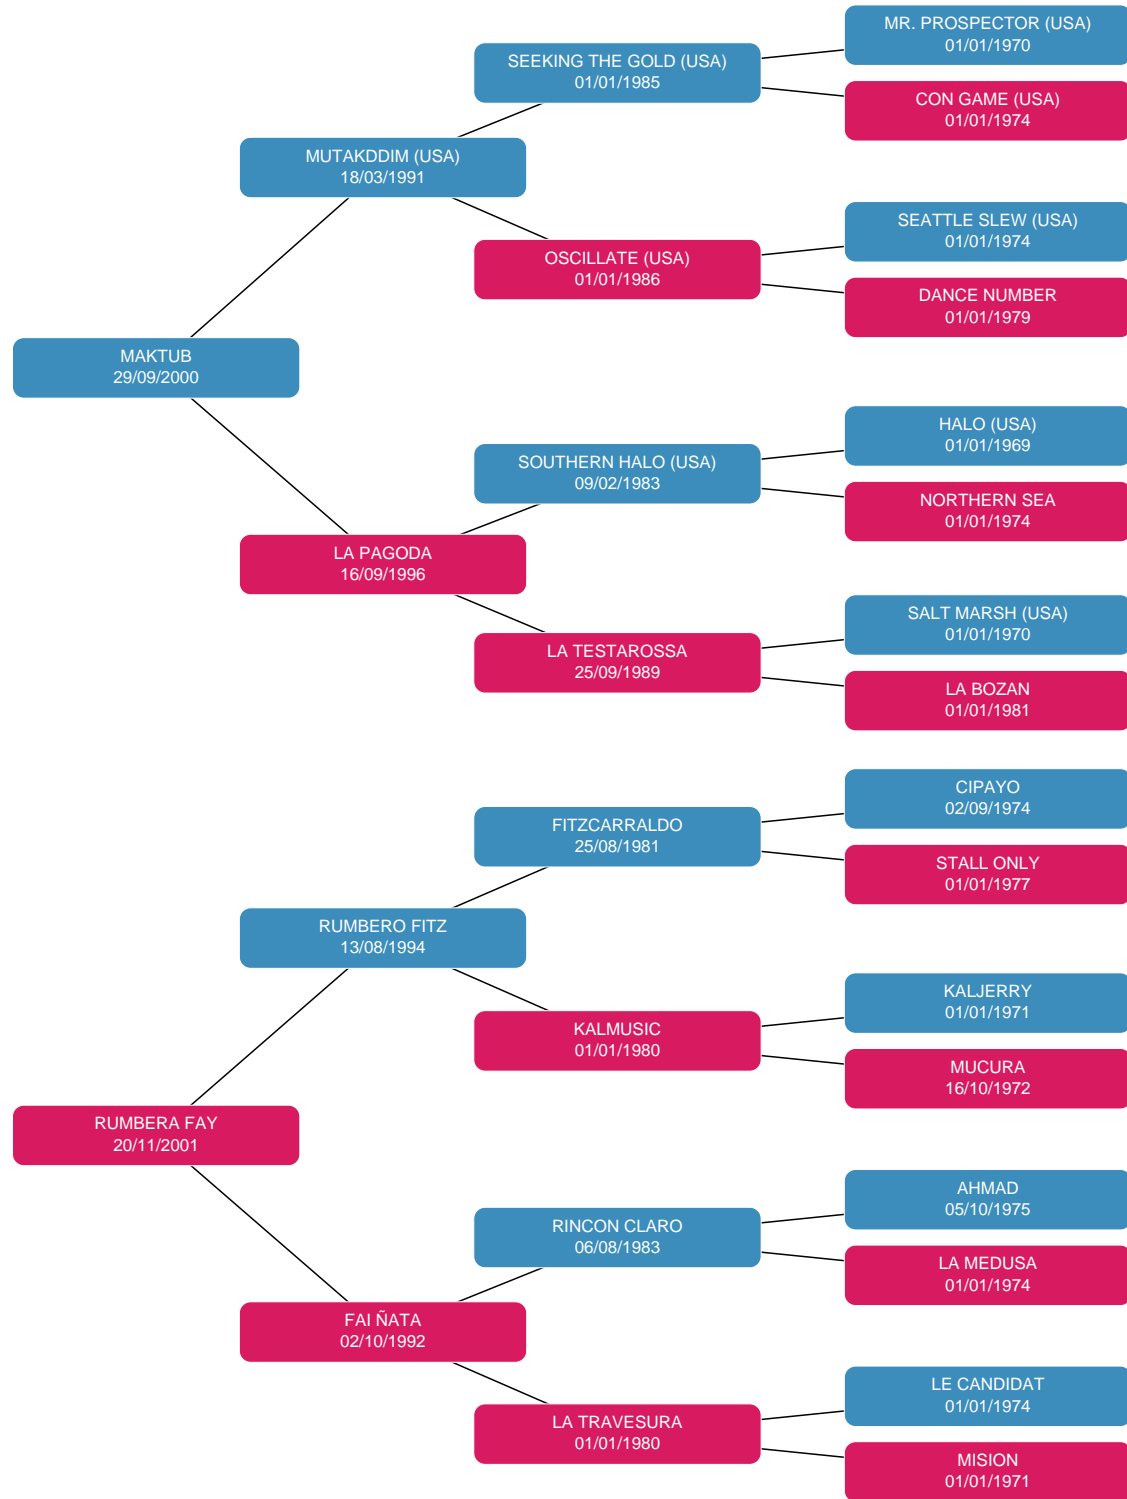 MR. PROSPECTOR (USA)
01/01/1970
SEEKING THE GOLD (USA)
01/01/1985
CON GAME (USA)
01/01/1974
MUTAKDDIM (USA)
18/03/1991
SEATTLE SLEW (USA)
01/01/1974
OSCILLATE (USA)
01/01/1986
DANCE NUMBER
01/01/1979
MAKTUB
29/09/2000
HALO (USA)
01/01/1969
SOUTHERN HALO (USA)
09/02/1983
NORTHERN SEA
01/01/1974
LA PAGODA
16/09/1996
SALT MARSH (USA)
01/01/1970
LA TESTAROSSA
25/09/1989
LA BOZAN
01/01/1981
CIPAYO
02/09/1974
FITZCARRALDO
25/08/1981
STALL ONLY
01/01/1977
RUMBERO FITZ
13/08/1994
KALJERRY
01/01/1971
KALMUSIC
01/01/1980
MUCURA
16/10/1972
RUMBERA FAY
20/11/2001
AHMAD
05/10/1975
RINCON CLARO
06/08/1983
LA MEDUSA
01/01/1974
FAI ÑATA
02/10/1992
LE CANDIDAT
01/01/1974
LA TRAVESURA
01/01/1980
MISION
01/01/1971